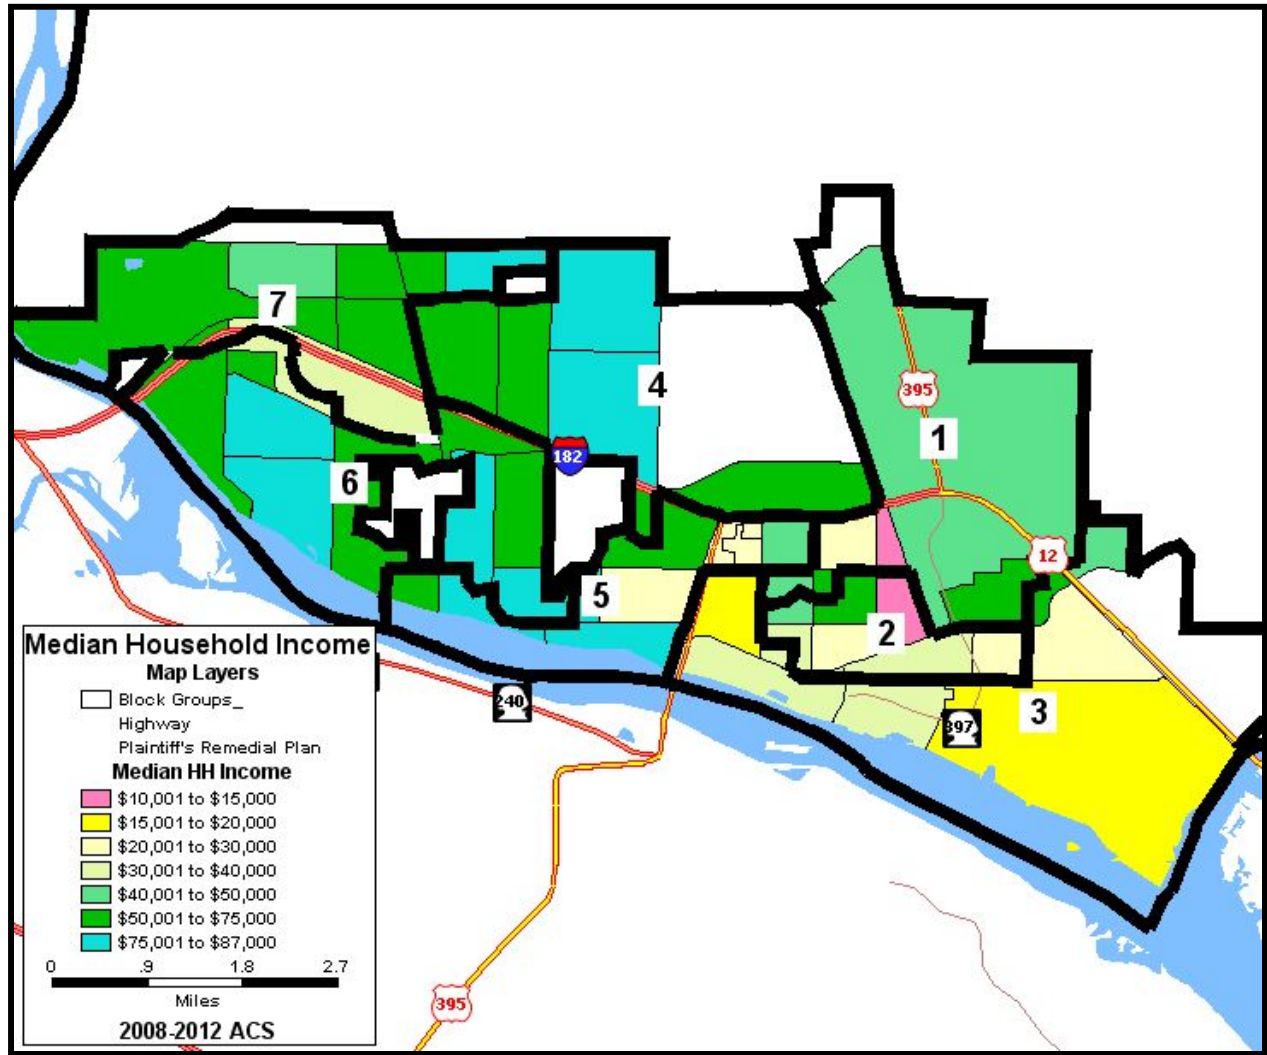 7
4
395
1
182
6
12
5
2
Median Household Income
Map Layers
Block Groups_
Highway
Plaintiff's Remedial Plan
Median HH Income
$10,001 to $15,000
$15,001 to $20,000
$20,001 to $30,000
$30,001 to $40,000
$40,001 to $50,000
$50,001 to $75,000
$75,001 to $87,000
0 .9 1.8 2.7
Miles
2008-2012 ACS
240
3
397
395